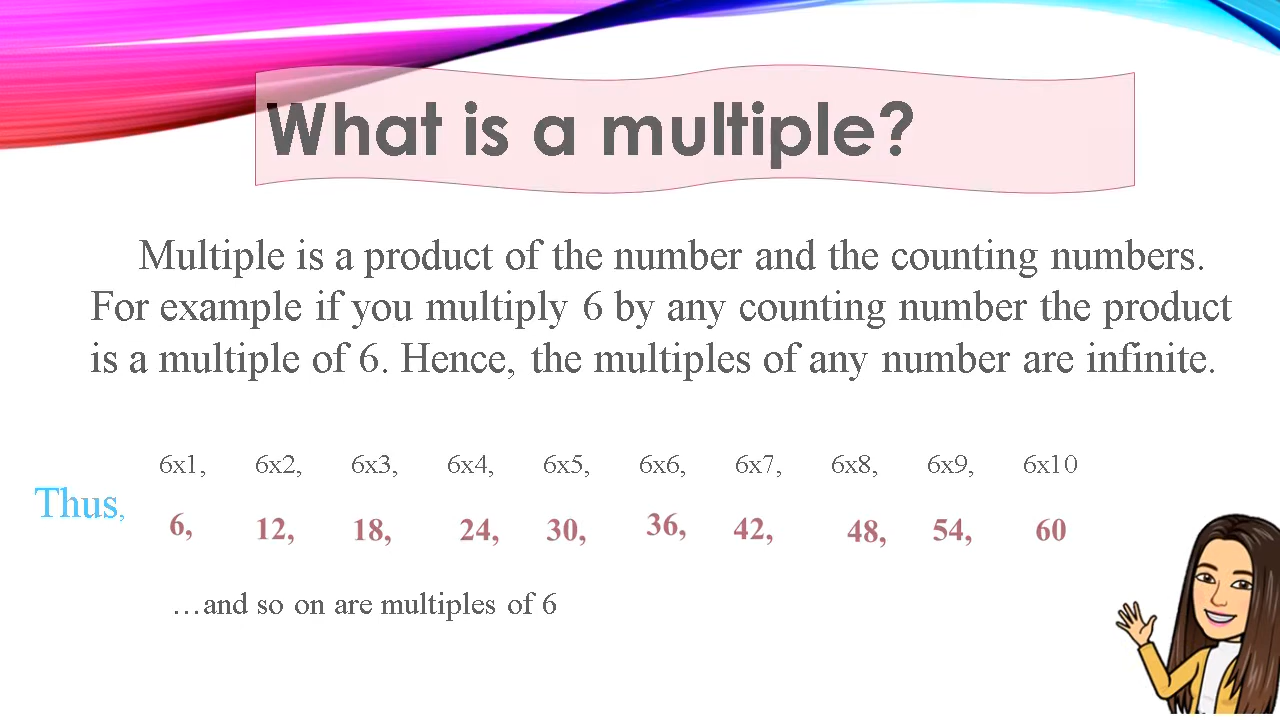 What is a multiple?
Multiple is a product of the number and the counting numbers.
For example if you multiply 6 by any counting number the product
is a multiple of 6. Hence, the multiples of any number are infinite.
6x1, 6x2, 6x3, 6x4, 6x5, 6x6, 6x7, 6x8, 6x9, 6x10
Thus,
6, 12, 18, 24, 30, 36, 42, 48, 54, 60
…and so on are multiples of 6